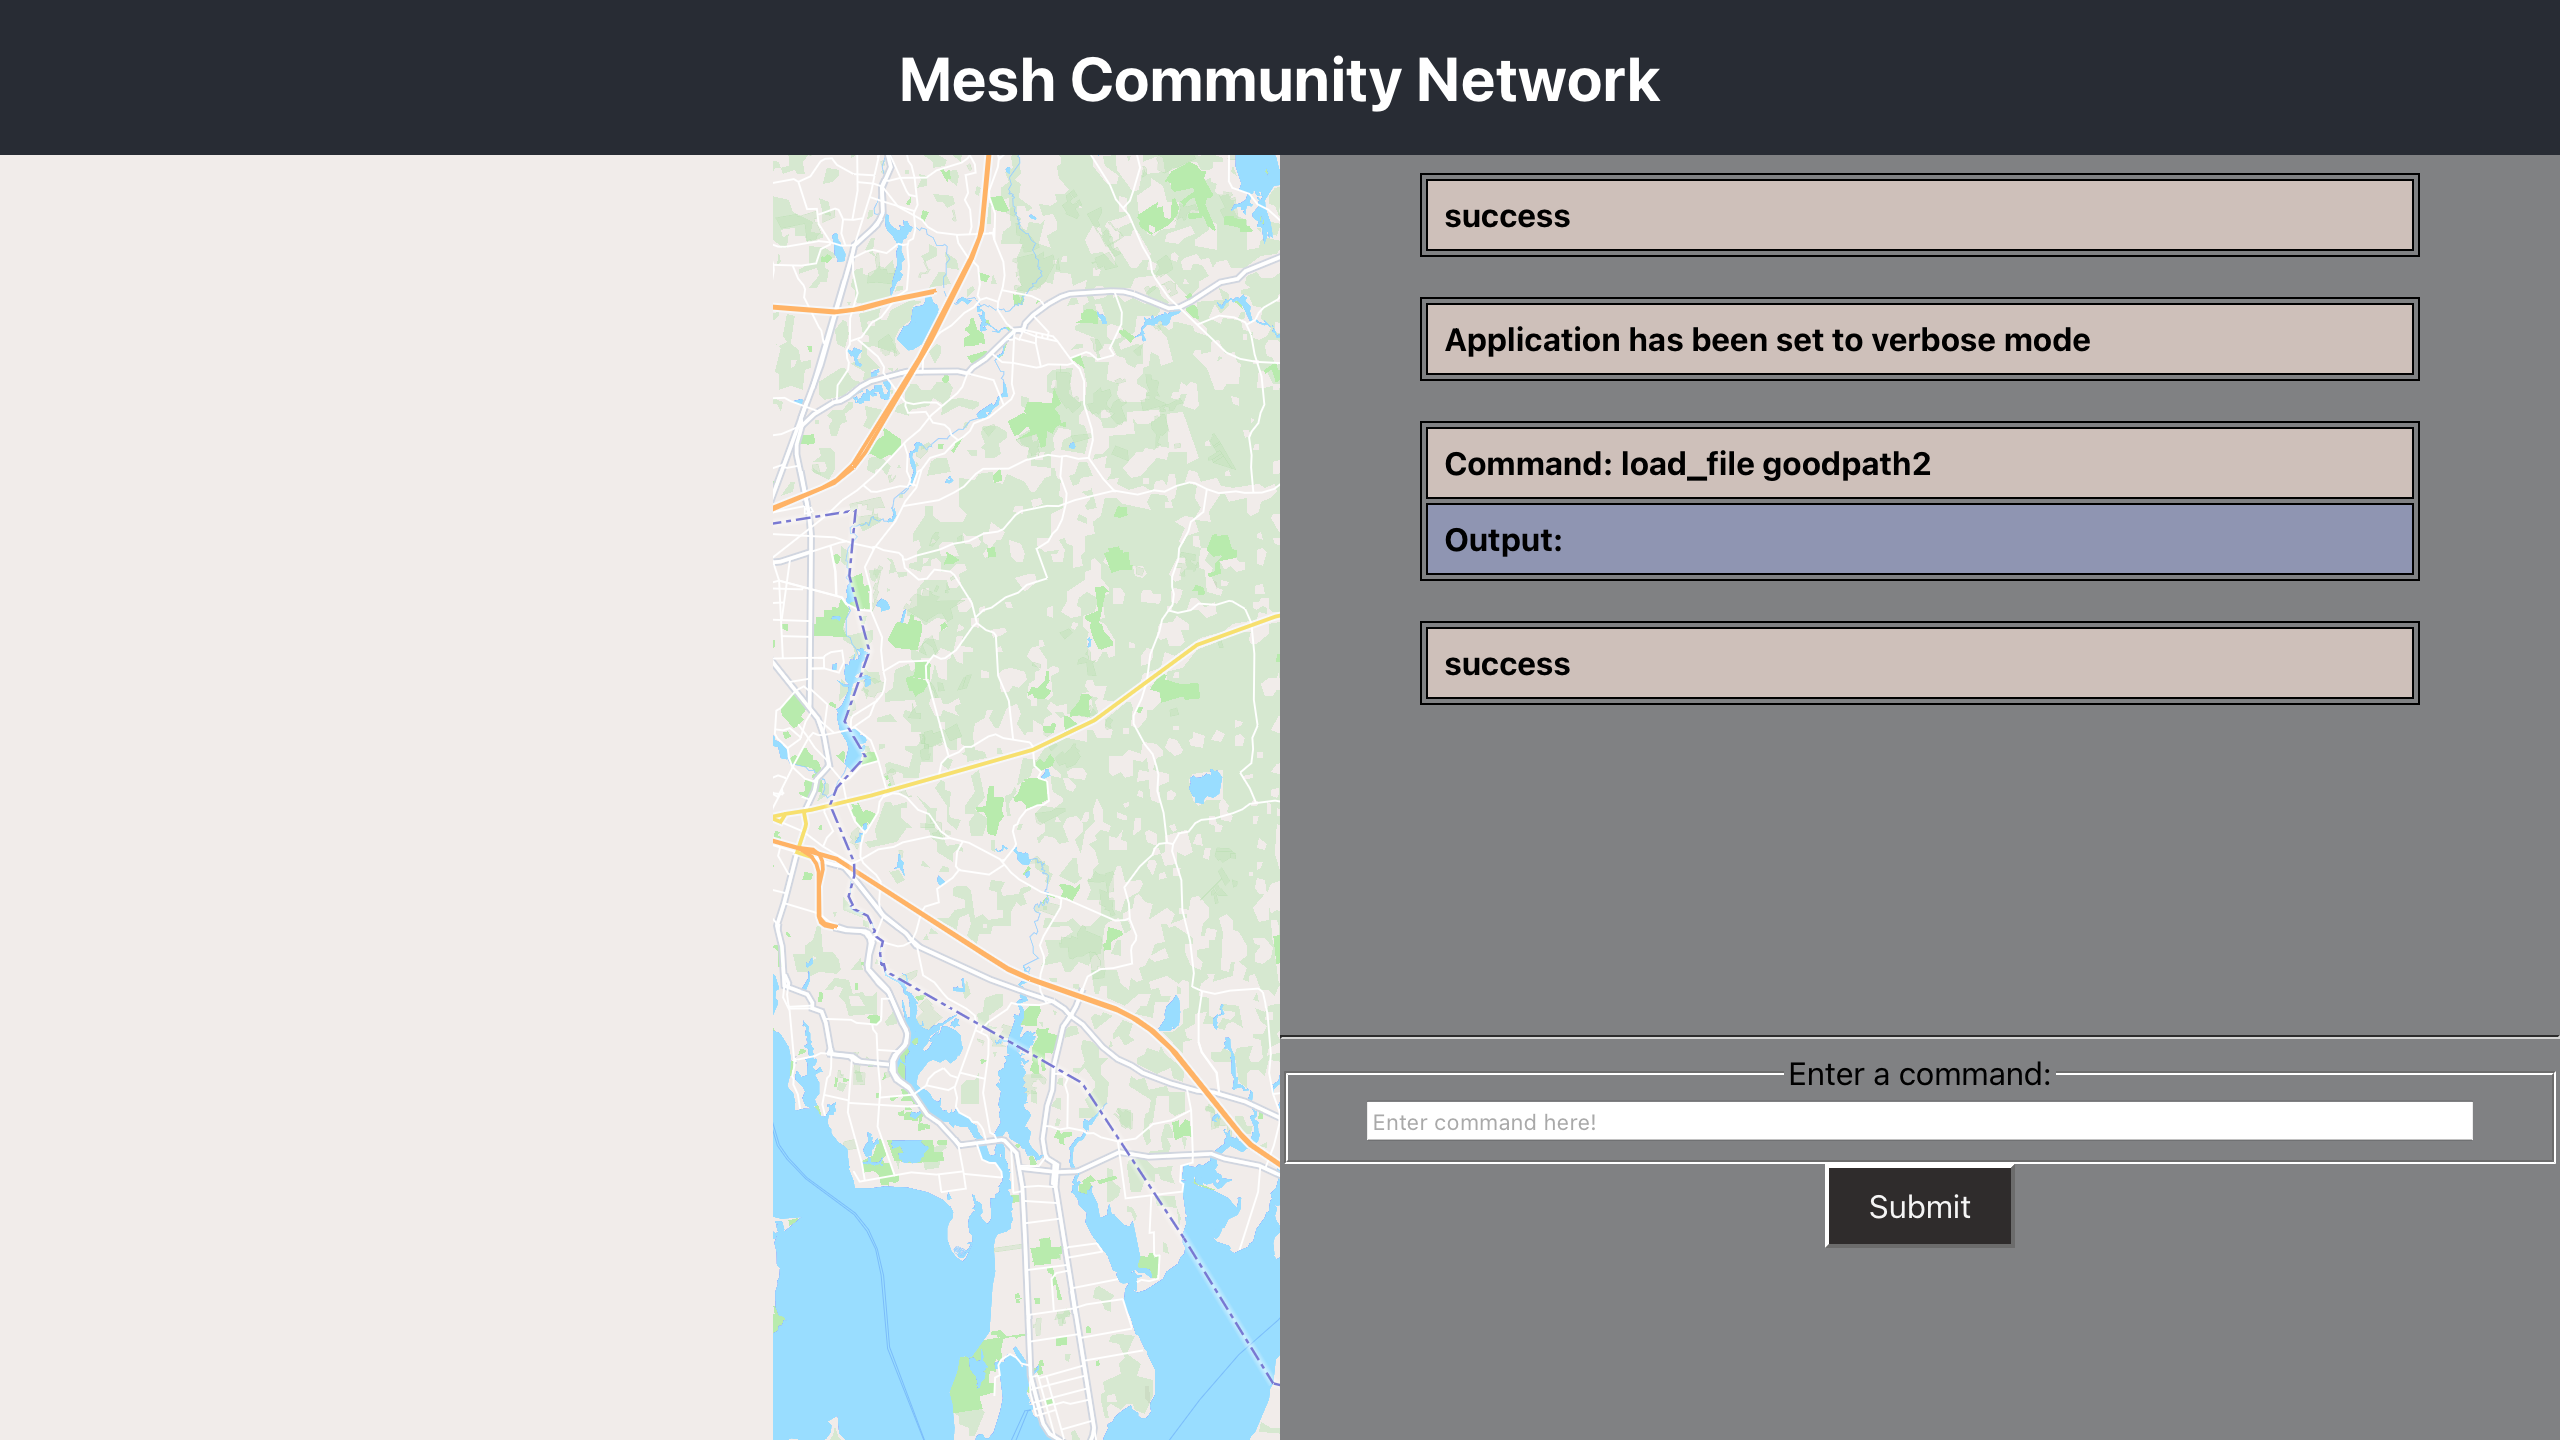 Mesh Community Network
success
Application has been set to verbose mode
Command: load_file goodpath2
Output:
success
Enter a command:
Enter command here!
Submit